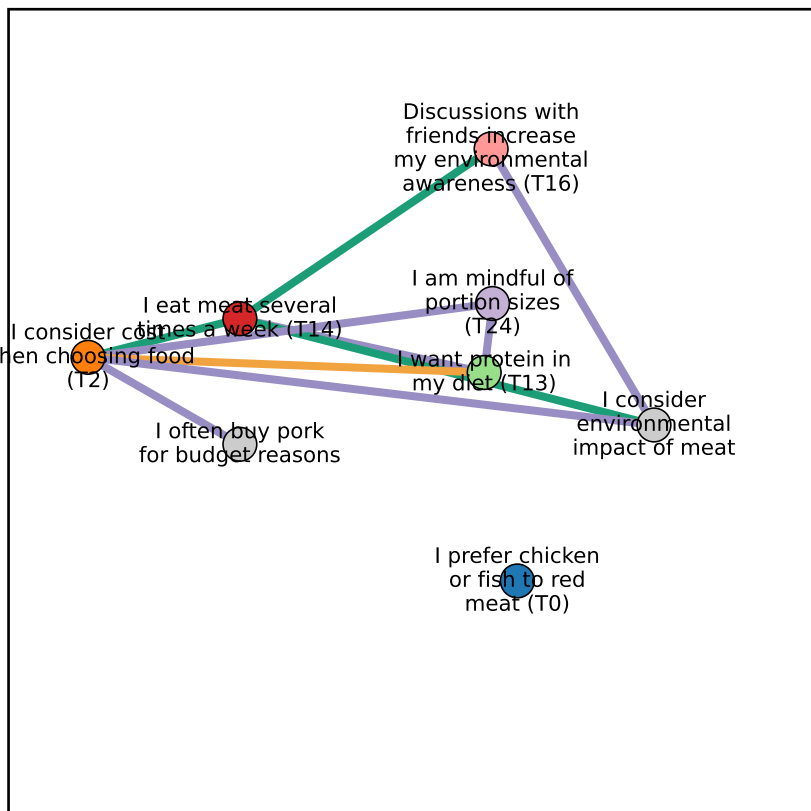 Discussions with
friends increase
my environmental
awareness (T16)
I am mindful of
portion sizes
(T24)
I eat meat several
times a week (T14)
I consider cost
hen choosing food
(T2)
I want protein in
my diet (T13)
I consider
environmental
impact of meat
I often buy pork
for budget reasons
I prefer chicken
or fish to red
meat (T0)